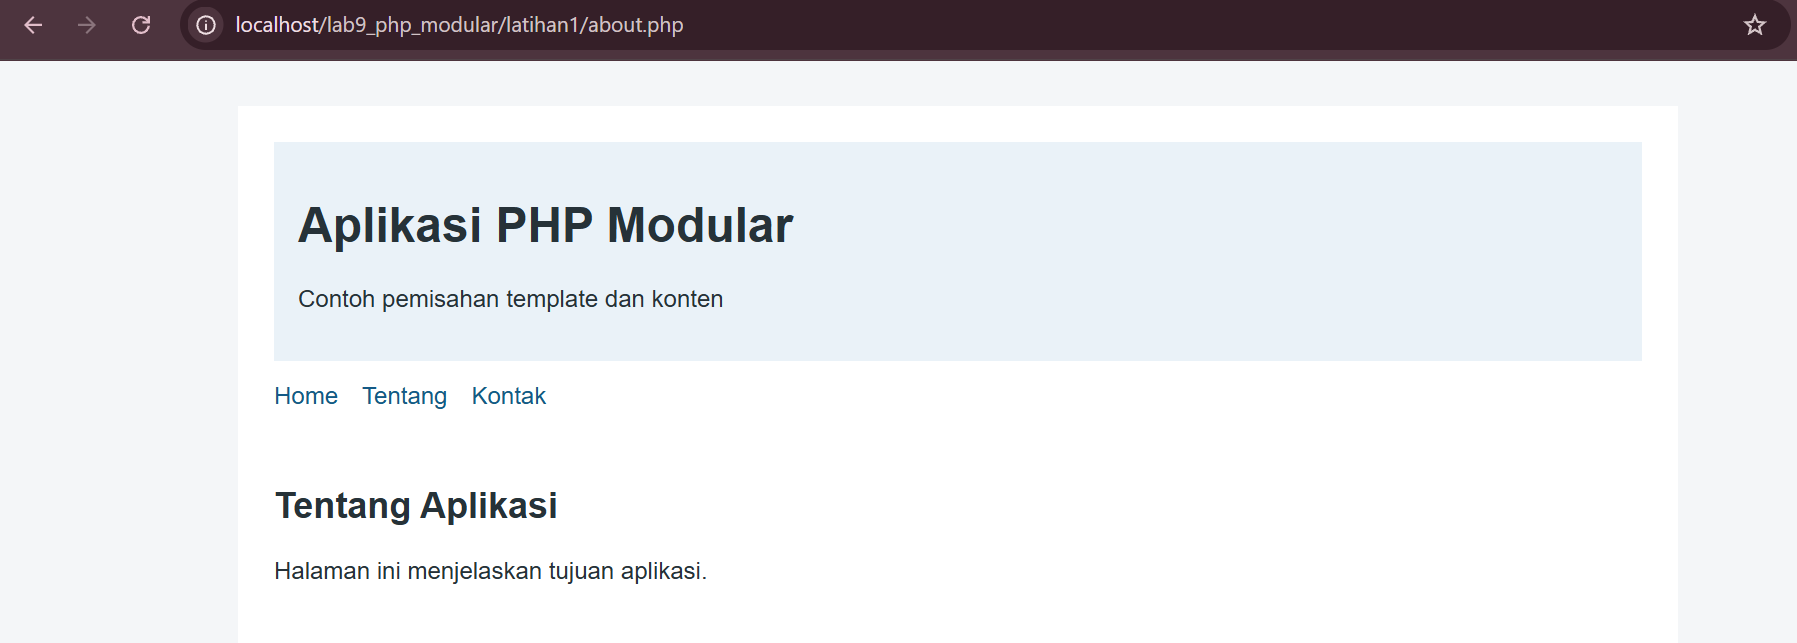 localhost/lab9_php_modular/latihan1/about.php
Aplikasi PHP Modular
Contoh pemisahan template dan konten
Home Tentang Kontak
Tentang Aplikasi
Halaman ini menjelaskan tujuan aplikasi.